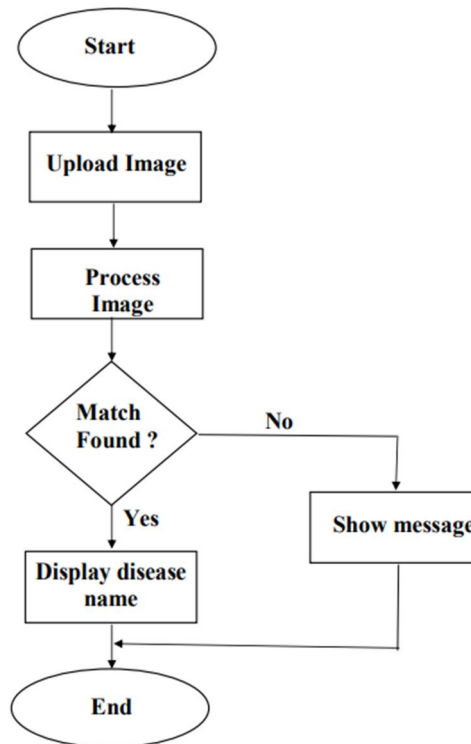 Start
Upload Image
Process
Image
Match
Found ?
No
Yes
Show message
Display disease
name
End